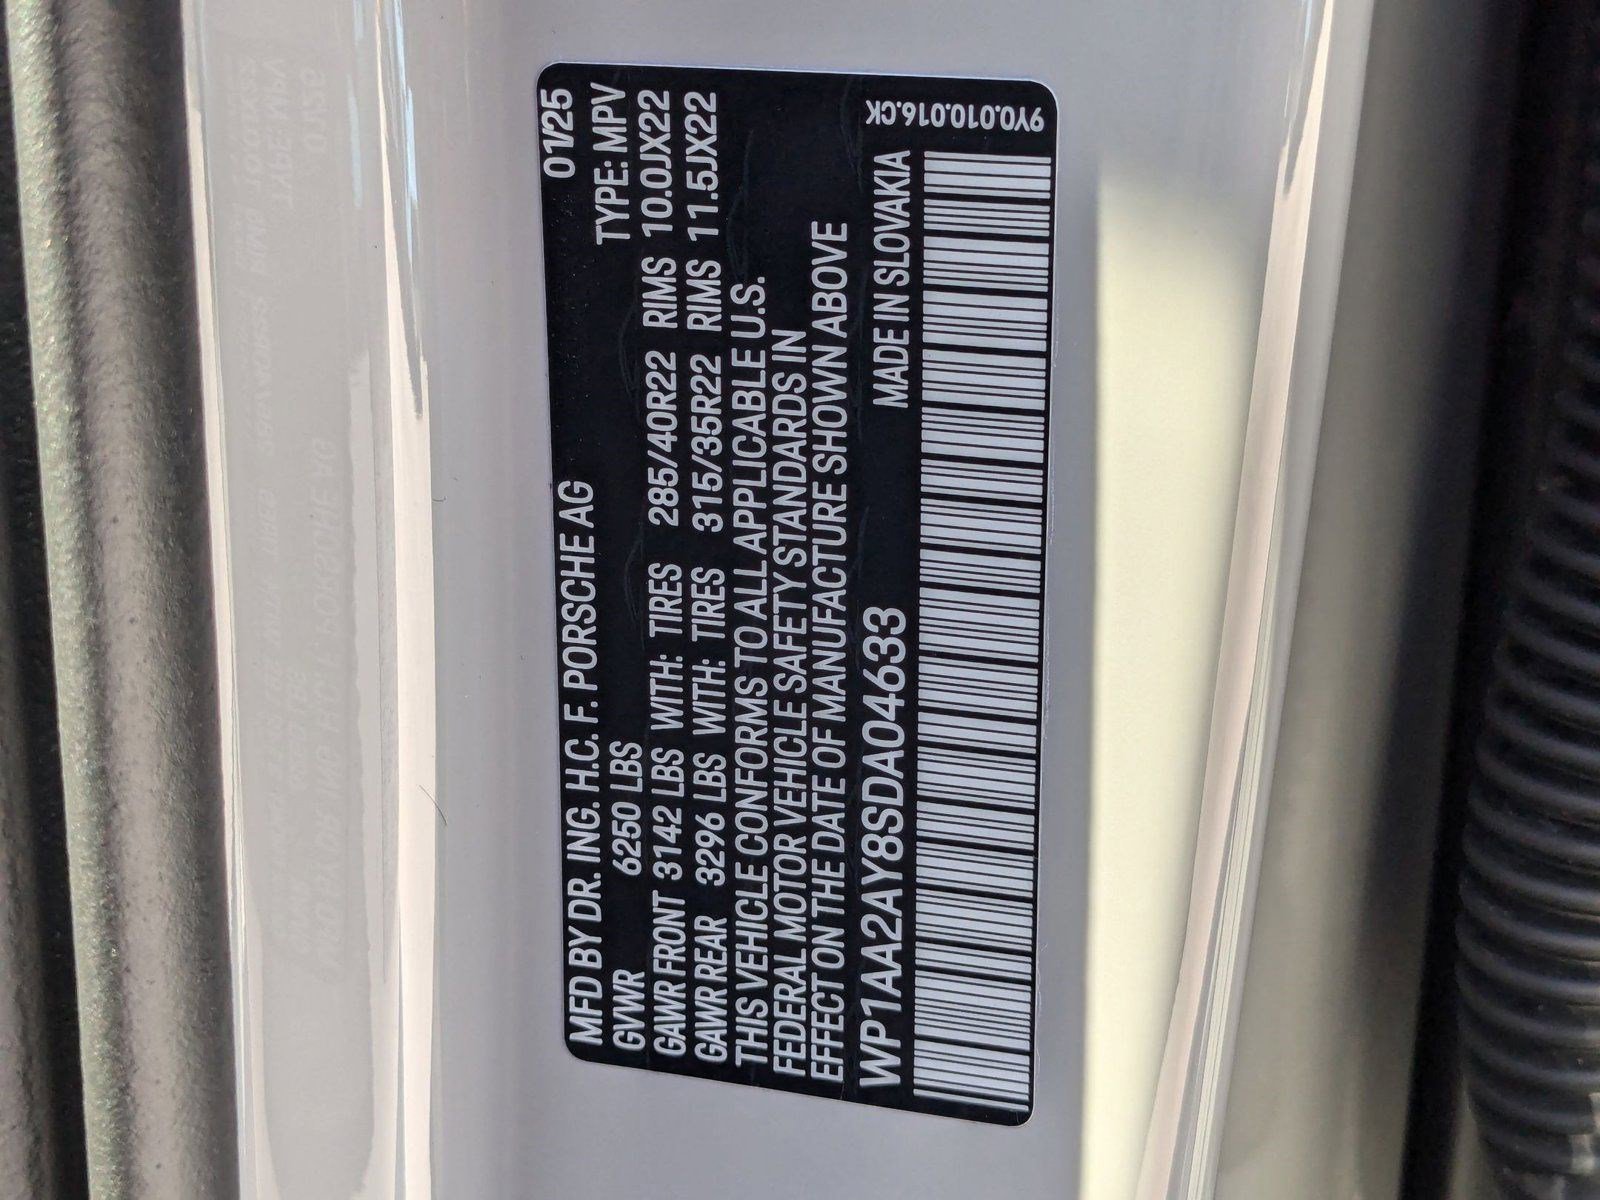 MFD BY DR. ING. H.C. F. PORSCHE AG 01/25
GVWR 6250 LBS TYPE: MPV
GAWR FRONT 3142 LBS WITH: TIRES 285/40R22 RIMS 10.0JX22
GAWR REAR 3296 LBS WITH: TIRES 315/35R22 RIMS 11.5JX22
THIS VEHICLE CONFORMS TO ALL APPLICABLE U.S.
FEDERAL MOTOR VEHICLE SAFETY STANDARDS IN
EFFECT ON THE DATE OF MANUFACTURE SHOWN ABOVE
WP1AA2AY8SDA04633 MADE IN SLOVAKIA
9Y0.010.016.CK